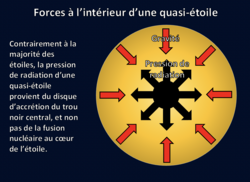 Forces à l'intérieur d'une quasi-étoile
Contrairement à la
majorité des
étoiles, la pression
de radiation d'une
quasi-étoile
provient du disque
d'accrétion du trou
noir central, et non
pas de la fusion
nucléaire au cœur
de l'étoile.
Gravité
Pression de
radiation